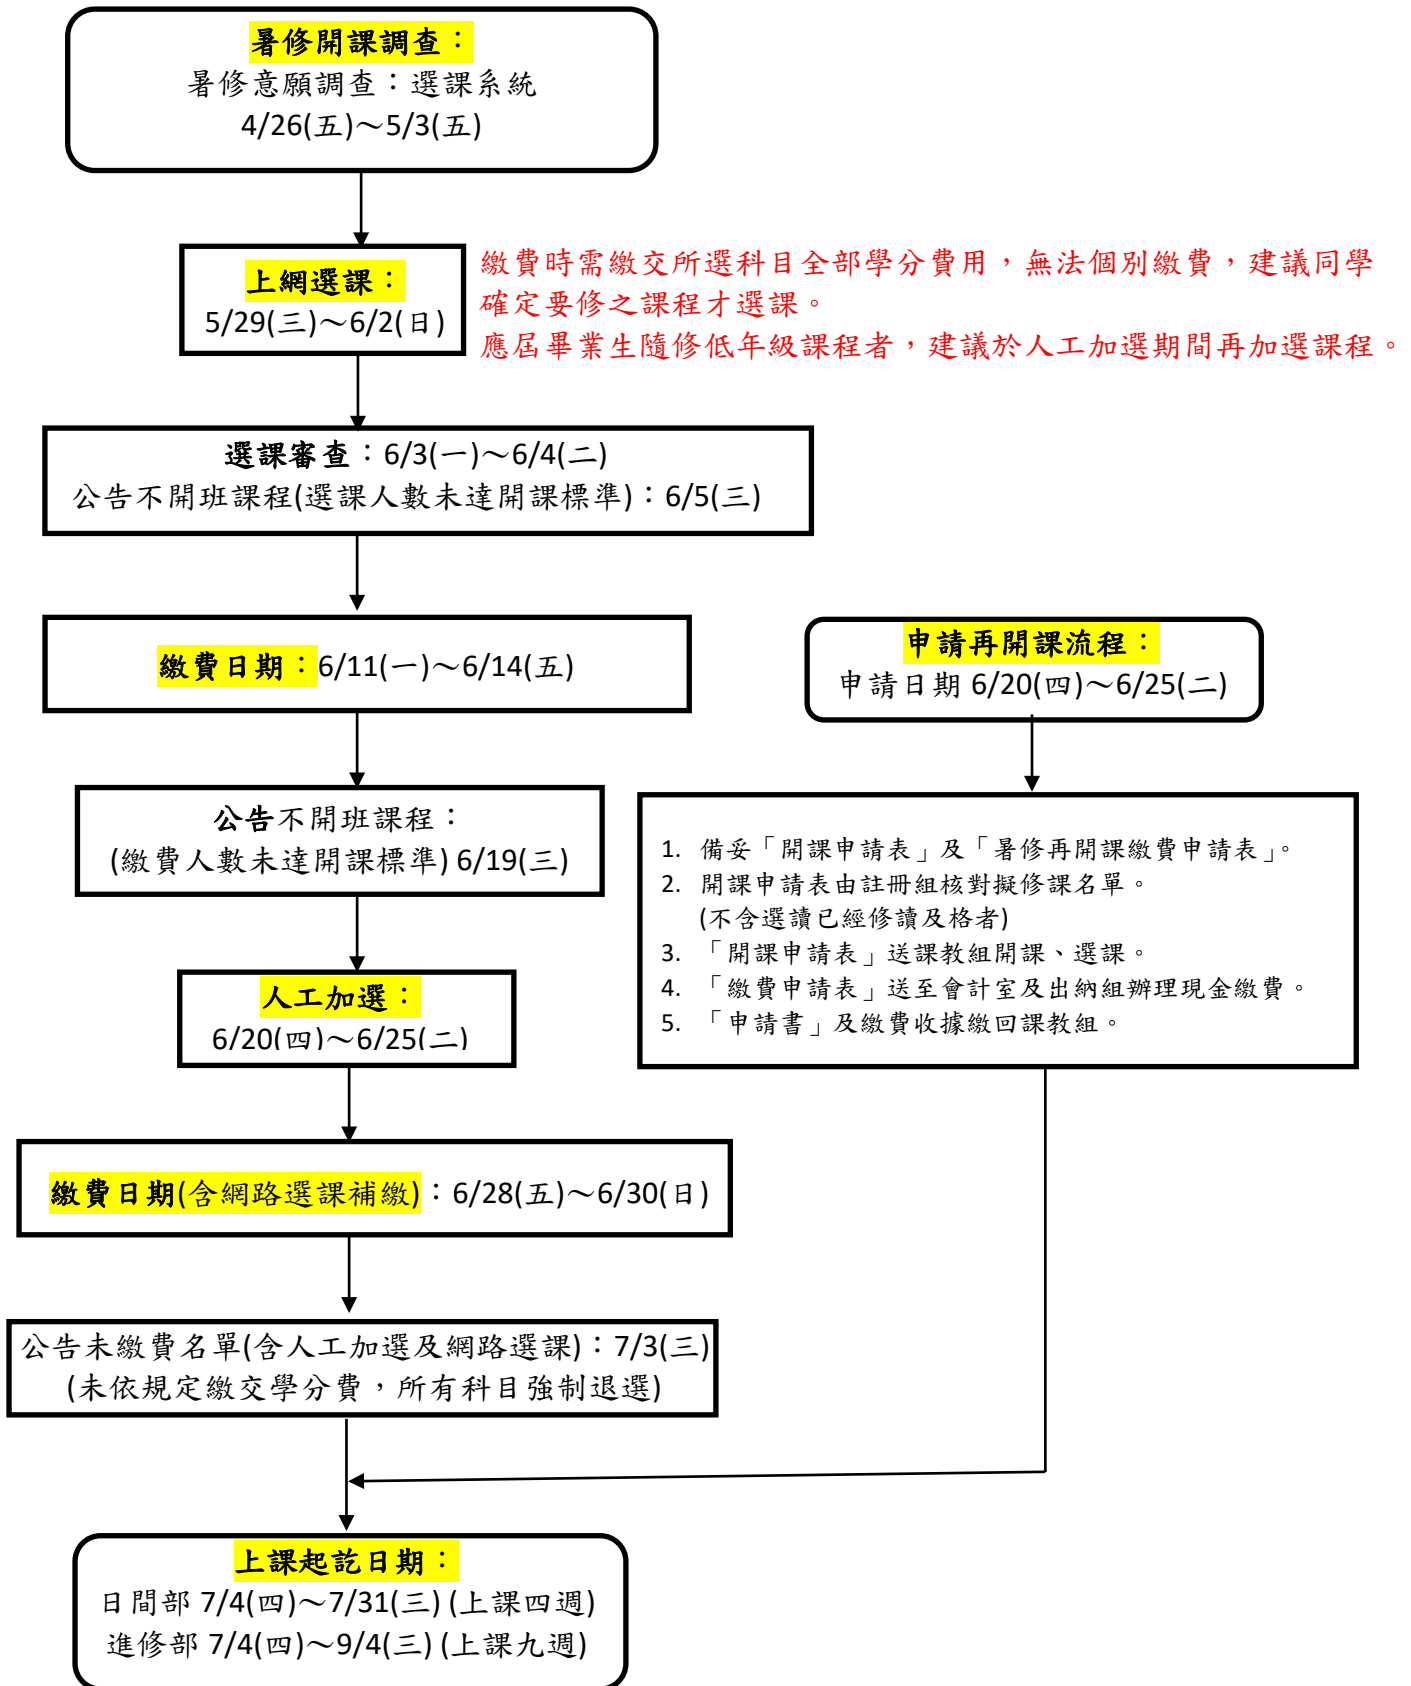 暑修開課調查：
暑修意願調查：選課系統
4/26(五)～5/3(五)
上網選課：
5/29(三)～6/2(日)
繳費時需繳交所選科目全部學分費用，無法個別繳費，建議同學
確定要修之課程才選課。
應屆畢業生隨修低年級課程者，建議於人工加選期間再加選課程。
選課審查：6/3(一)～6/4(二)
公告不開班課程(選課人數未達開課標準)：6/5(三)
繳費日期：6/11(一)～6/14(五)
申請再開課流程：
申請日期 6/20(四)～6/25(二)
公告不開班課程：
(繳費人數未達開課標準) 6/19(三)
1. 備妥「開課申請表」及「暑修再開課繳費申請表」。
2. 開課申請表由註冊組核對擬修課名單。
(不含選讀已經修讀及格者)
3. 「開課申請表」送課教組開課、選課。
4. 「繳費申請表」送至會計室及出納組辦理現金繳費。
5. 「申請書」及繳費收據繳回課教組。
人工加選：
6/20(四)～6/25(二)
繳費日期(含網路選課補繳)：6/28(五)～6/30(日)
公告未繳費名單(含人工加選及網路選課)：7/3(三)
(未依規定繳交學分費，所有科目強制退選)
上課起訖日期：
日間部 7/4(四)～7/31(三) (上課四週)
進修部 7/4(四)～9/4(三) (上課九週)